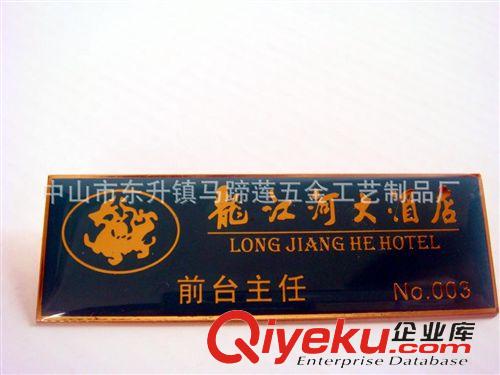 中山市东升镇马蹄莲五金工艺制品厂
龍江河大酒店
LONG JIANG HE HOTEL
前台主任 No.003
Qiyeku.com 企业库
Enterprise Database